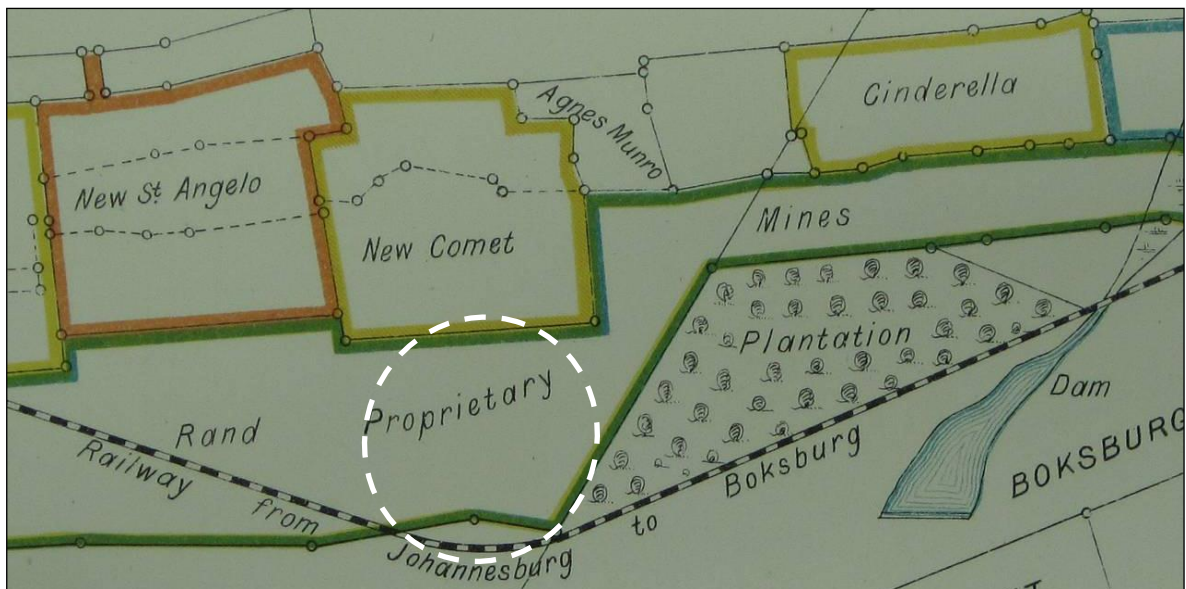 Cinderella
Agnes Munro
New St. Angelo
Mines
New Comet
Plantation
Proprietary
Dam
Rand
Railway
from
Johannesburg
to
Boksburg
BOKSBURG